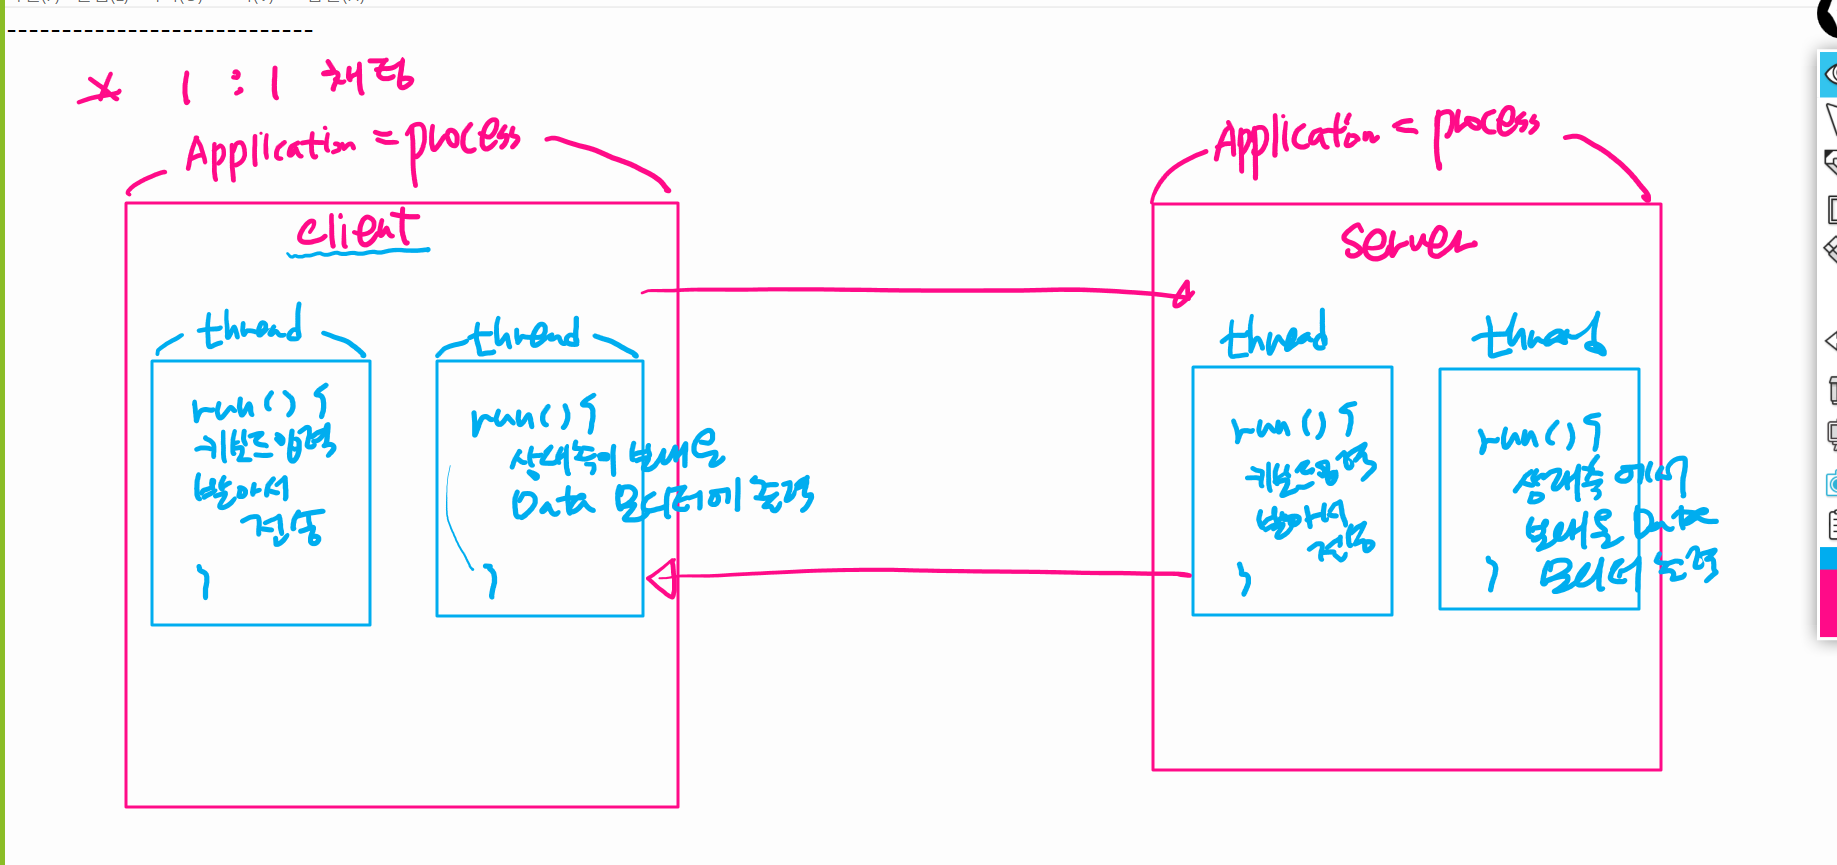 ---------------------------
* 1 : 1 채팅
Application = process
client
thread
run() {
키보드입력
받아서
전송
}
thread
run() {
상대측이 보내온
Data 모니터에 출력
}
Application = process
Server
thread
run() {
키보드입력
받아서
전송
}
thread
run() {
상대측에서
보내온 Data
모니터 출력
}